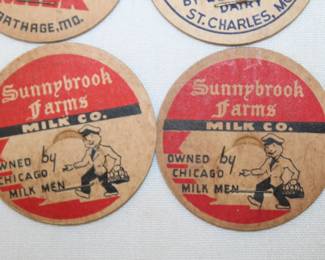 CARTHAGE, MO.
DAIRY
ST. CHARLES, MO.
Sunnybrook
Farms
MILK CO.
OWNED by
CHICAGO
MILK MEN
Sunnybrook
Farms
MILK CO.
OWNED by
CHICAGO
MILK MEN